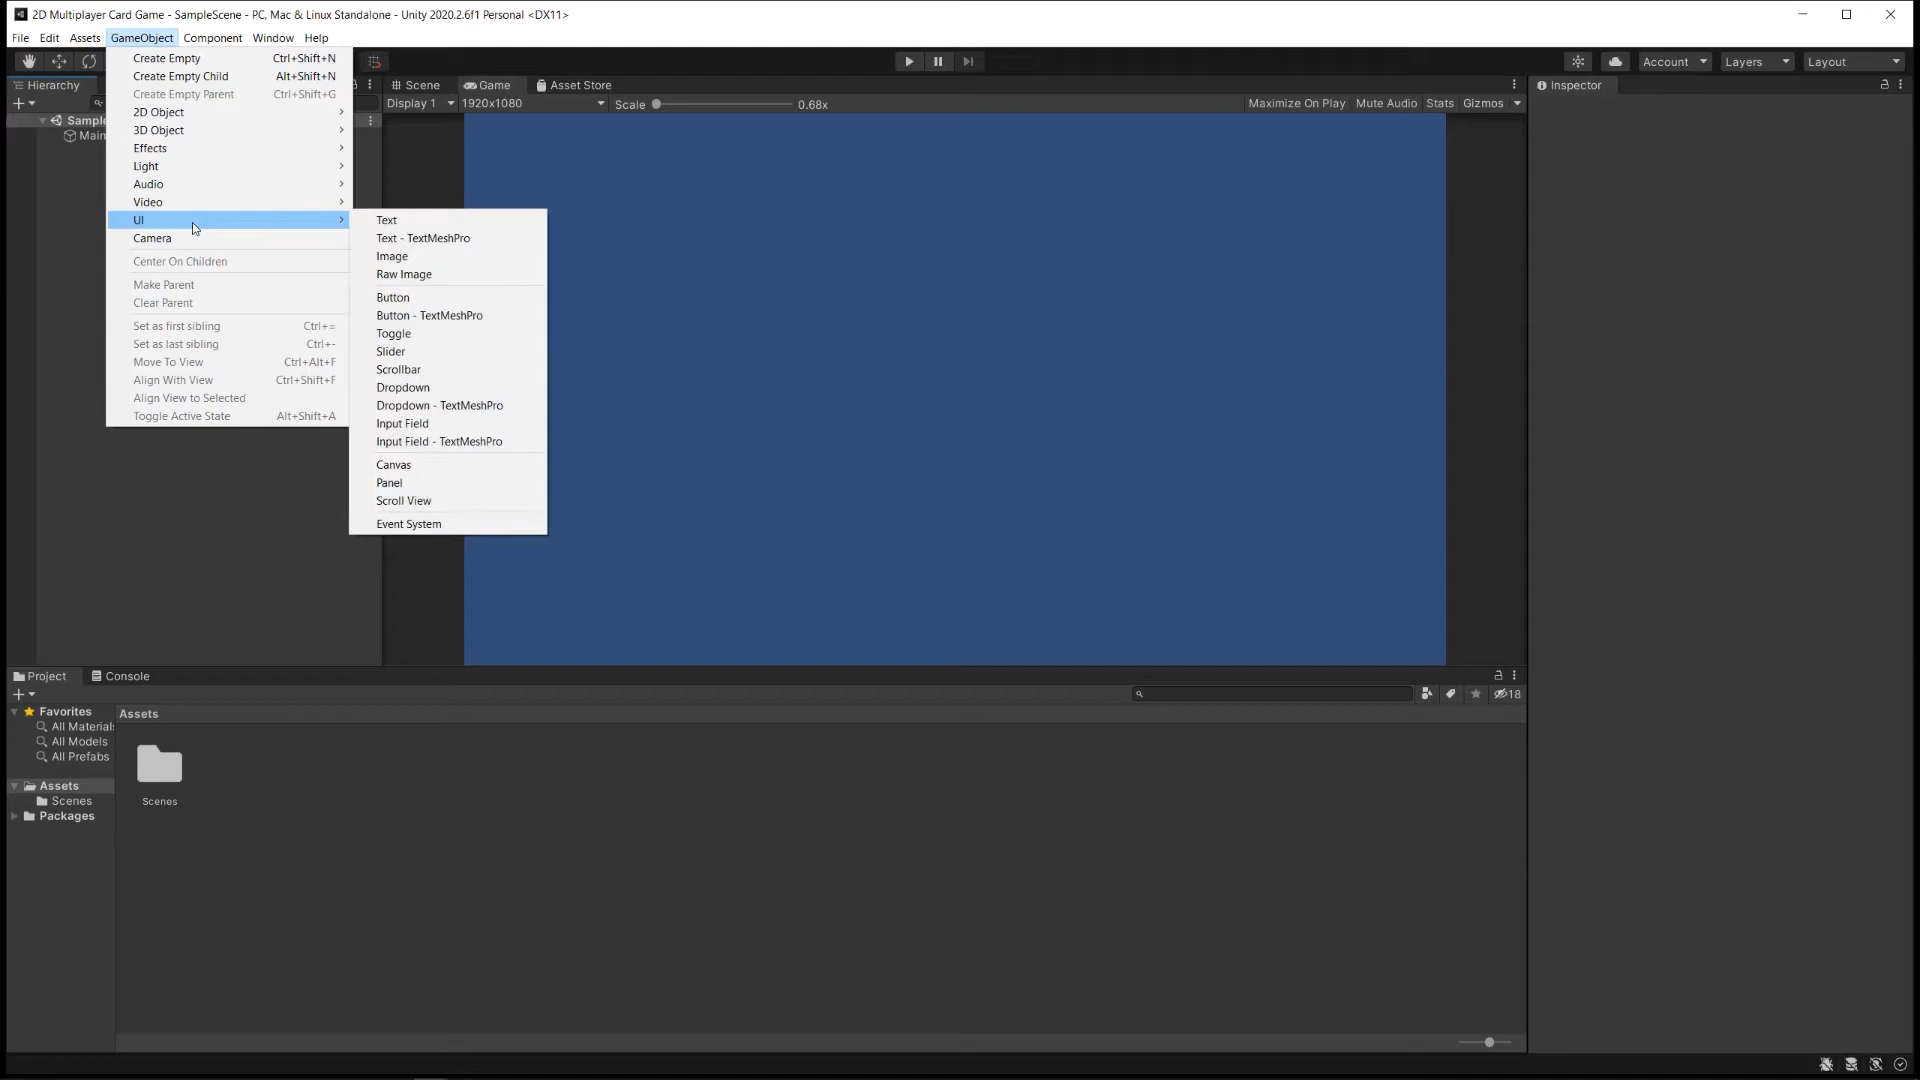 2D Multiplayer Card Game - SampleScene - PC, Mac & Linux Standalone - Unity 2020.2.6f1 Personal <DX11>
File Edit Assets GameObject Component Window Help
Account Layers Layout
Hierarchy
Scene Game Asset Store
Inspector
Display 1 1920x1080 Scale 0.68x Maximize On Play Mute Audio Stats Gizmos
Sample
Main
Create Empty Ctrl+Shift+N
Create Empty Child Alt+Shift+N
Create Empty Parent Ctrl+Shift+G
2D Object
3D Object
Effects
Light
Audio
Video
UI
Camera
Center On Children
Make Parent
Clear Parent
Set as first sibling Ctrl+=
Set as last sibling Ctrl+-
Move To View Ctrl+Alt+F
Align With View Ctrl+Shift+F
Align View to Selected
Toggle Active State Alt+Shift+A
Text
Text - TextMeshPro
Image
Raw Image
Button
Button - TextMeshPro
Toggle
Slider
Scrollbar
Dropdown
Dropdown - TextMeshPro
Input Field
Input Field - TextMeshPro
Canvas
Panel
Scroll View
Event System
Project Console
18
Favorites
All Materials
All Models
All Prefabs
Assets
Scenes
Packages
Assets
Scenes